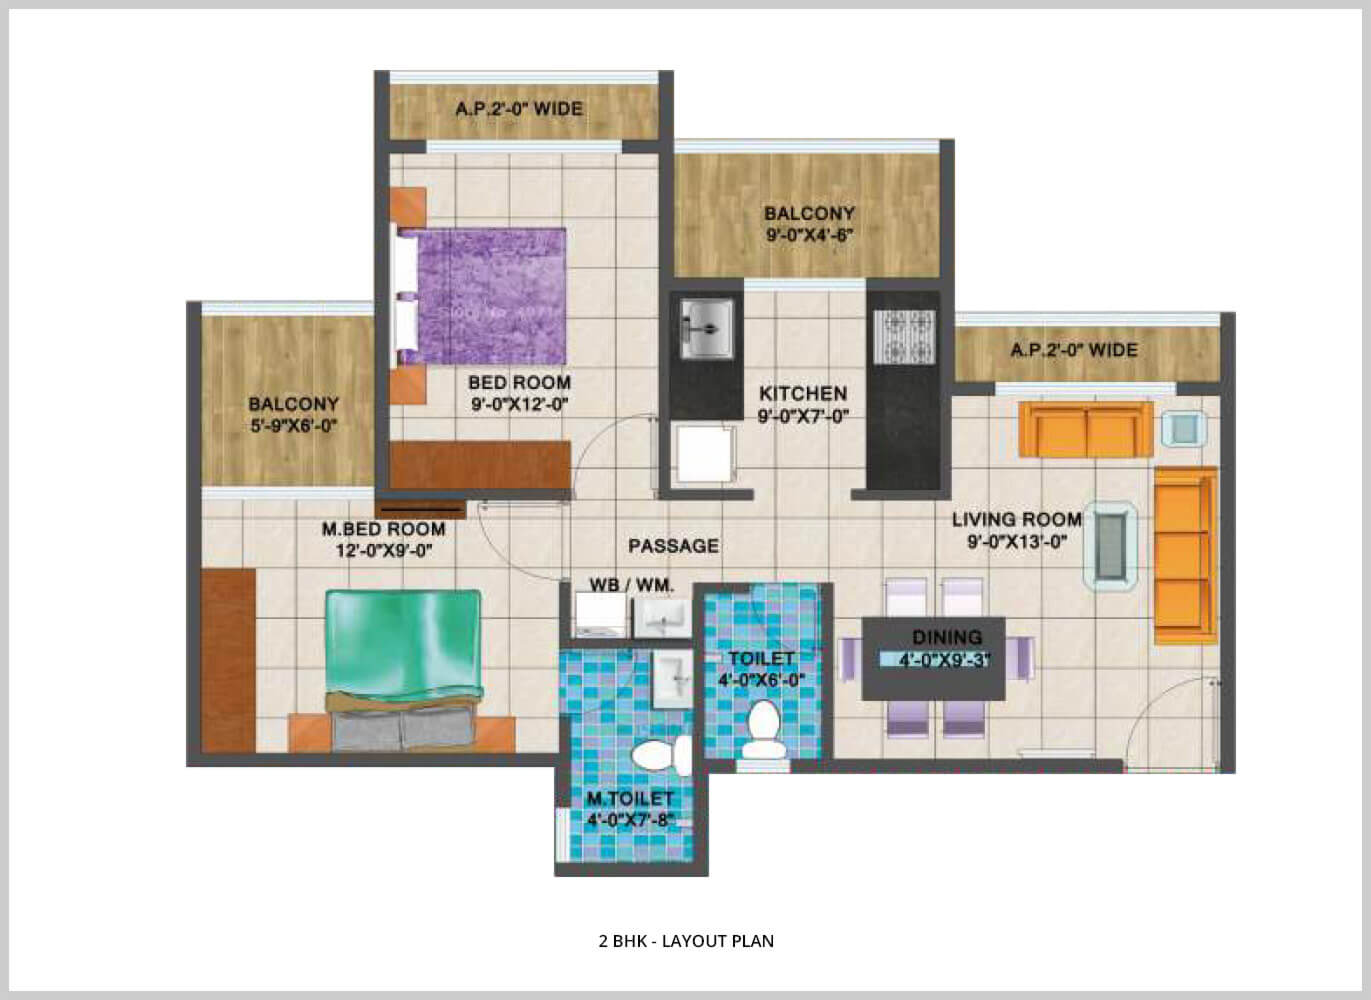 A.P.2'-0" WIDE
BALCONY
9'-0"X4'-6"
A.P.2'-0" WIDE
BED ROOM
9'-0"X12'-0"
KITCHEN
9'-0"X7'-0"
BALCONY
5'-9"X6'-0"
M.BED ROOM
12'-0"X9'-0"
LIVING ROOM
9'-0"X13'-0"
PASSAGE
WB / WM.
DINING
4'-0"X9'-3"
TOILET
4'-0"X6'-0"
M.TOILET
4'-0"X7'-8"
2 BHK - LAYOUT PLAN